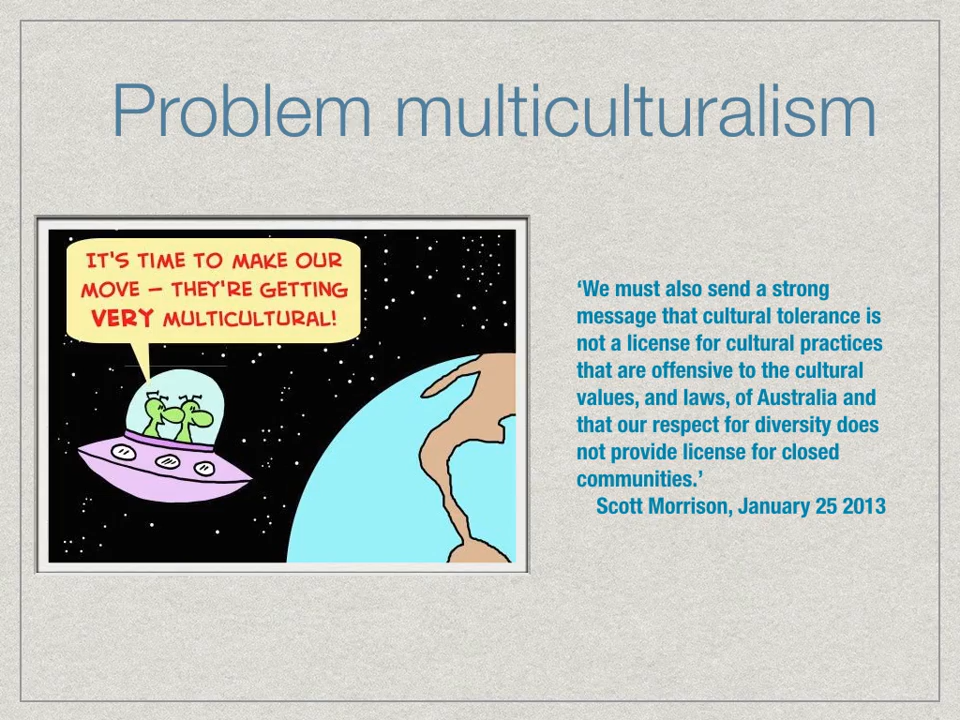 Problem multiculturalism
IT'S TIME TO MAKE OUR
MOVE – THEY'RE GETTING
VERY MULTICULTURAL!
‘We must also send a strong
message that cultural tolerance is
not a license for cultural practices
that are offensive to the cultural
values, and laws, of Australia and
that our respect for diversity does
not provide license for closed
communities.’
Scott Morrison, January 25 2013